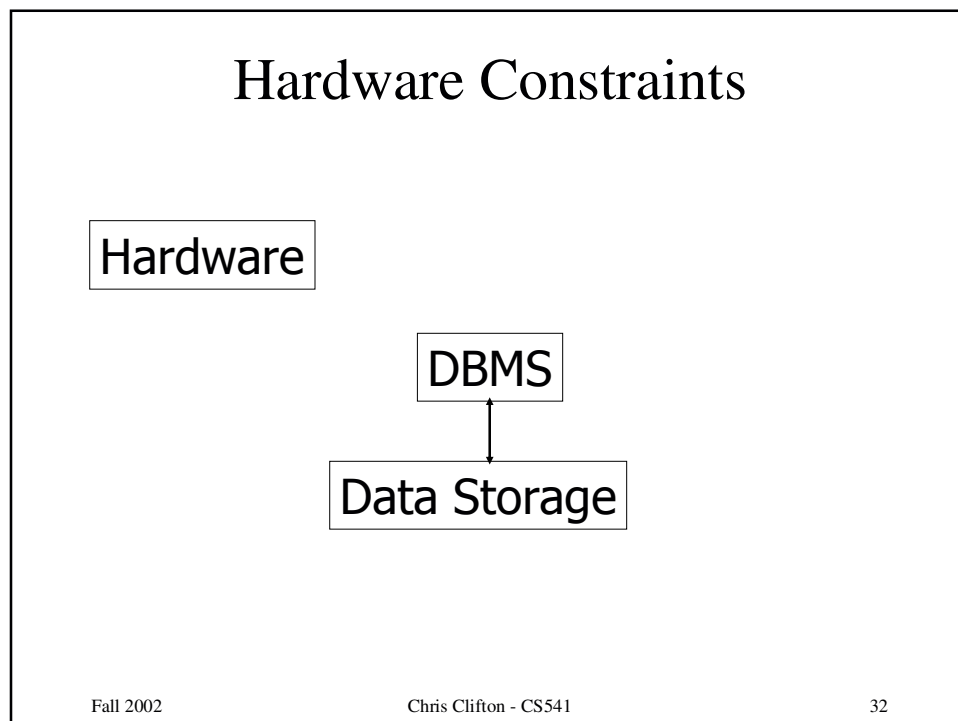 Hardware Constraints
Hardware
DBMS
Data Storage
Fall 2002
Chris Clifton - CS541
32